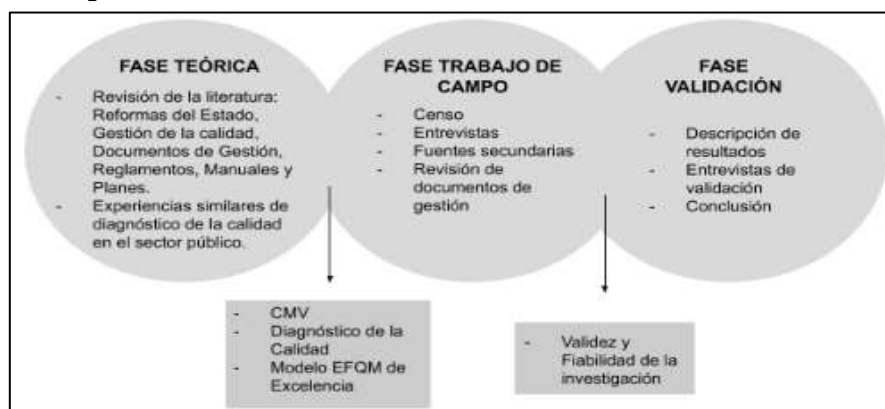 FASE TEÓRICA
- Revisión de la literatura:
Reformas del Estado,
Gestión de la calidad,
Documentos de Gestión,
Reglamentos, Manuales y
Planes.
- Experiencias similares de
diagnóstico de la calidad
en el sector público.
FASE TRABAJO DE
CAMPO
- Censo
- Entrevistas
- Fuentes secundarias
- Revisión de
documentos de
gestión
FASE
VALIDACIÓN
- Descripción de
resultados
- Entrevistas de
validación
- Conclusión
- CMV
- Diagnóstico de la
Calidad
- Modelo EFQM de
Excelencia
- Validez y
Fiabilidad de la
investigación